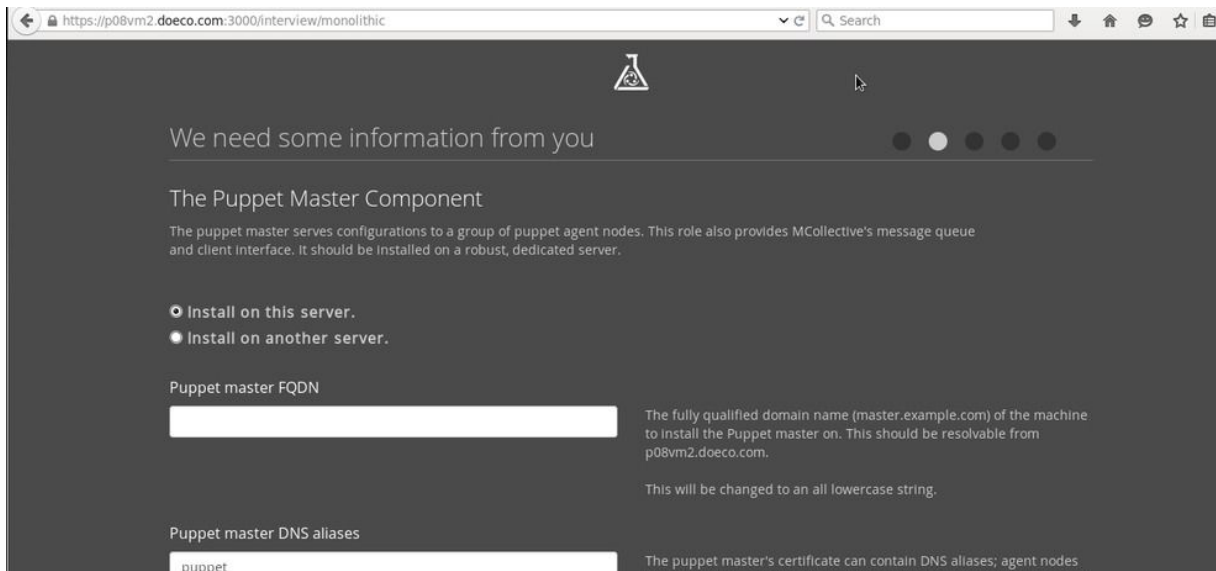 https://p08vm2.doeco.com:3000/interview/monolithic
Search
We need some information from you
The Puppet Master Component
The puppet master serves configurations to a group of puppet agent nodes. This role also provides MCollective's message queue
and client interface. It should be installed on a robust, dedicated server.
Install on this server.
Install on another server.
Puppet master FQDN
The fully qualified domain name (master.example.com) of the machine
to install the Puppet master on. This should be resolvable from
p08vm2.doeco.com.
This will be changed to an all lowercase string.
Puppet master DNS aliases
puppet
The puppet master's certificate can contain DNS aliases; agent nodes